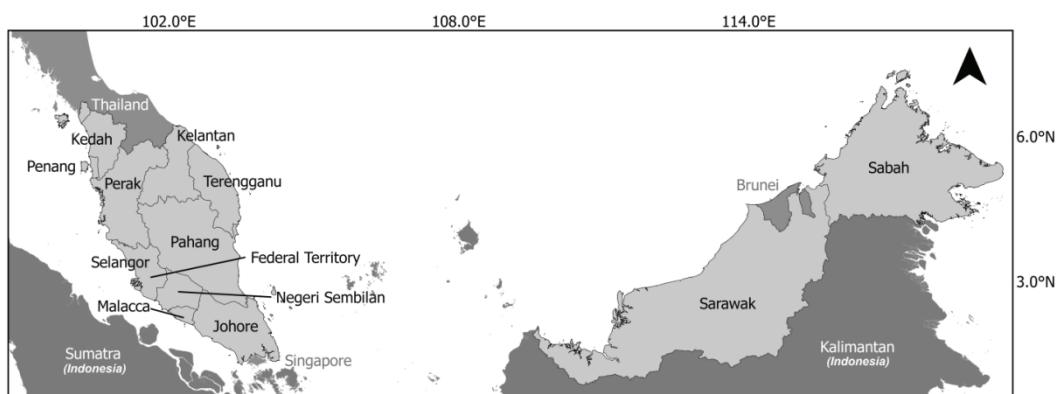 102.0°E
108.0°E
114.0°E
Thailand
Kedah
Kelantan
6.0°N
Penang
Perak
Terengganu
Sabah
Brunei
Pahang
Selangor
Federal Territory
3.0°N
Negeri Sembilan
Malacca
Johore
Sarawak
Sumatra
(Indonesia)
Singapore
Kalimantan
(Indonesia)